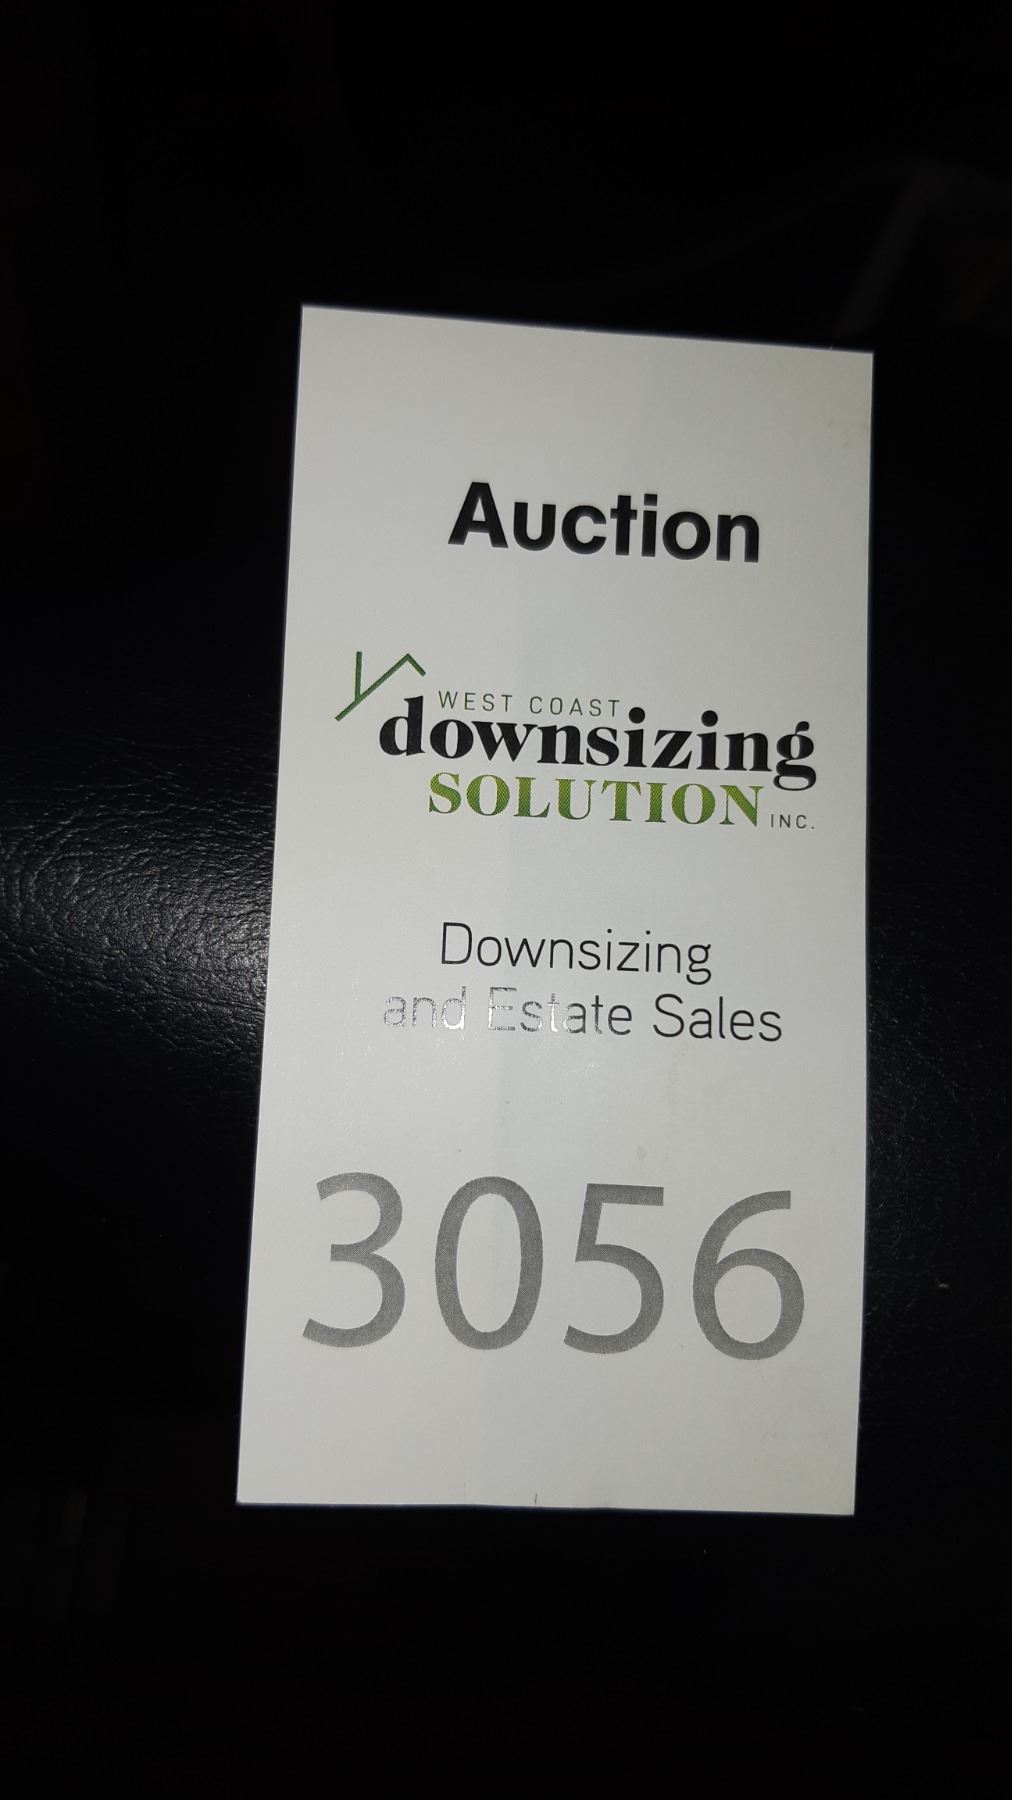 Auction
WEST COAST
downsizing
SOLUTION INC.
Downsizing
and Estate Sales
3056